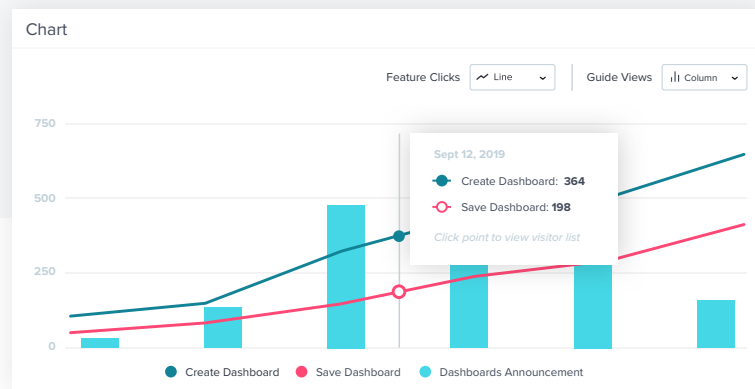 Chart
Feature Clicks Line Guide Views Column
750
Sept 12, 2019
Create Dashboard: 364
500
Save Dashboard: 198
Click point to view visitor list
250
0
Create Dashboard Save Dashboard Dashboards Announcement